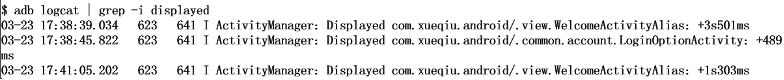 $ adb logcat | grep -i displayed
03-23 17:38:39.034   623   641 I ActivityManager: Displayed com.xueqiu.android/.view.WelcomeActivityAlias: +3s501ms
03-23 17:38:45.822   623   641 I ActivityManager: Displayed com.xueqiu.android/.common.account.LoginOptionActivity: +489
ms
03-23 17:41:05.202   623   641 I ActivityManager: Displayed com.xueqiu.android/.view.WelcomeActivityAlias: +1s303ms